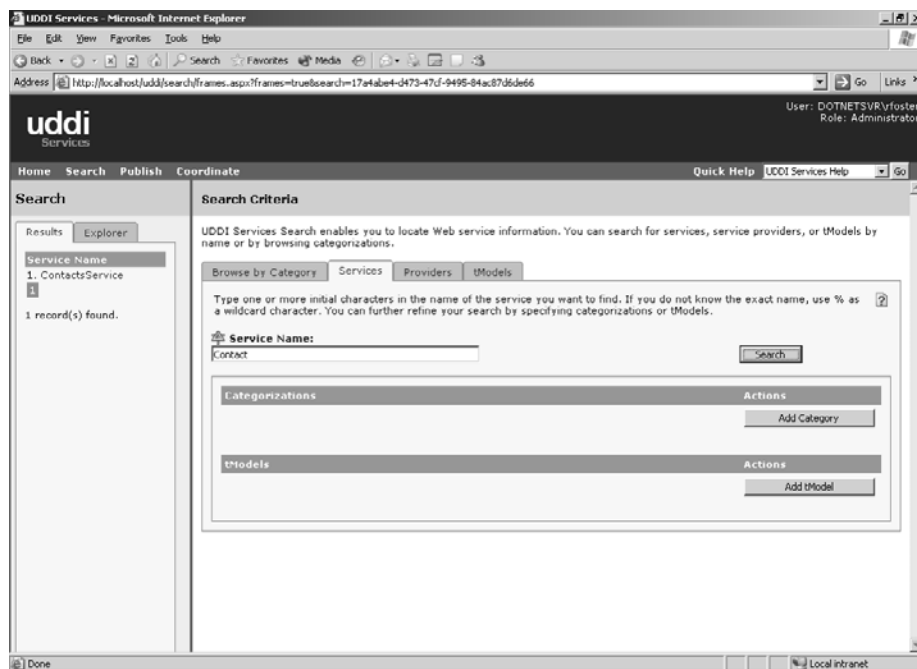 UDDI Services - Microsoft Internet Explorer
File Edit View Favorites Tools Help
Back Search Favorites Media
Address http://localhost/uddi/search/frames.aspx?frames=true&search=17a4abe4-d473-47cf-9495-84ac87d6de66 Go Links
User: DOTNETSVR\rfoster
Role: Administrator
uddi
Services
Home Search Publish Coordinate Quick Help UDDI Services Help Go
Search
Results Explorer
Service Name
1. ContactsService
1
1 record(s) found.
Search Criteria
UDDI Services Search enables you to locate Web service information. You can search for services, service providers, or tModels by
name or by browsing categorizations.
Browse by Category Services Providers tModels
Type one or more initial characters in the name of the service you want to find. If you do not know the exact name, use % as
a wildcard character. You can further refine your search by specifying categorizations or tModels.
Service Name:
Contact Search
Categorizations Actions
Add Category
tModels Actions
Add tModel
Done Local intranet